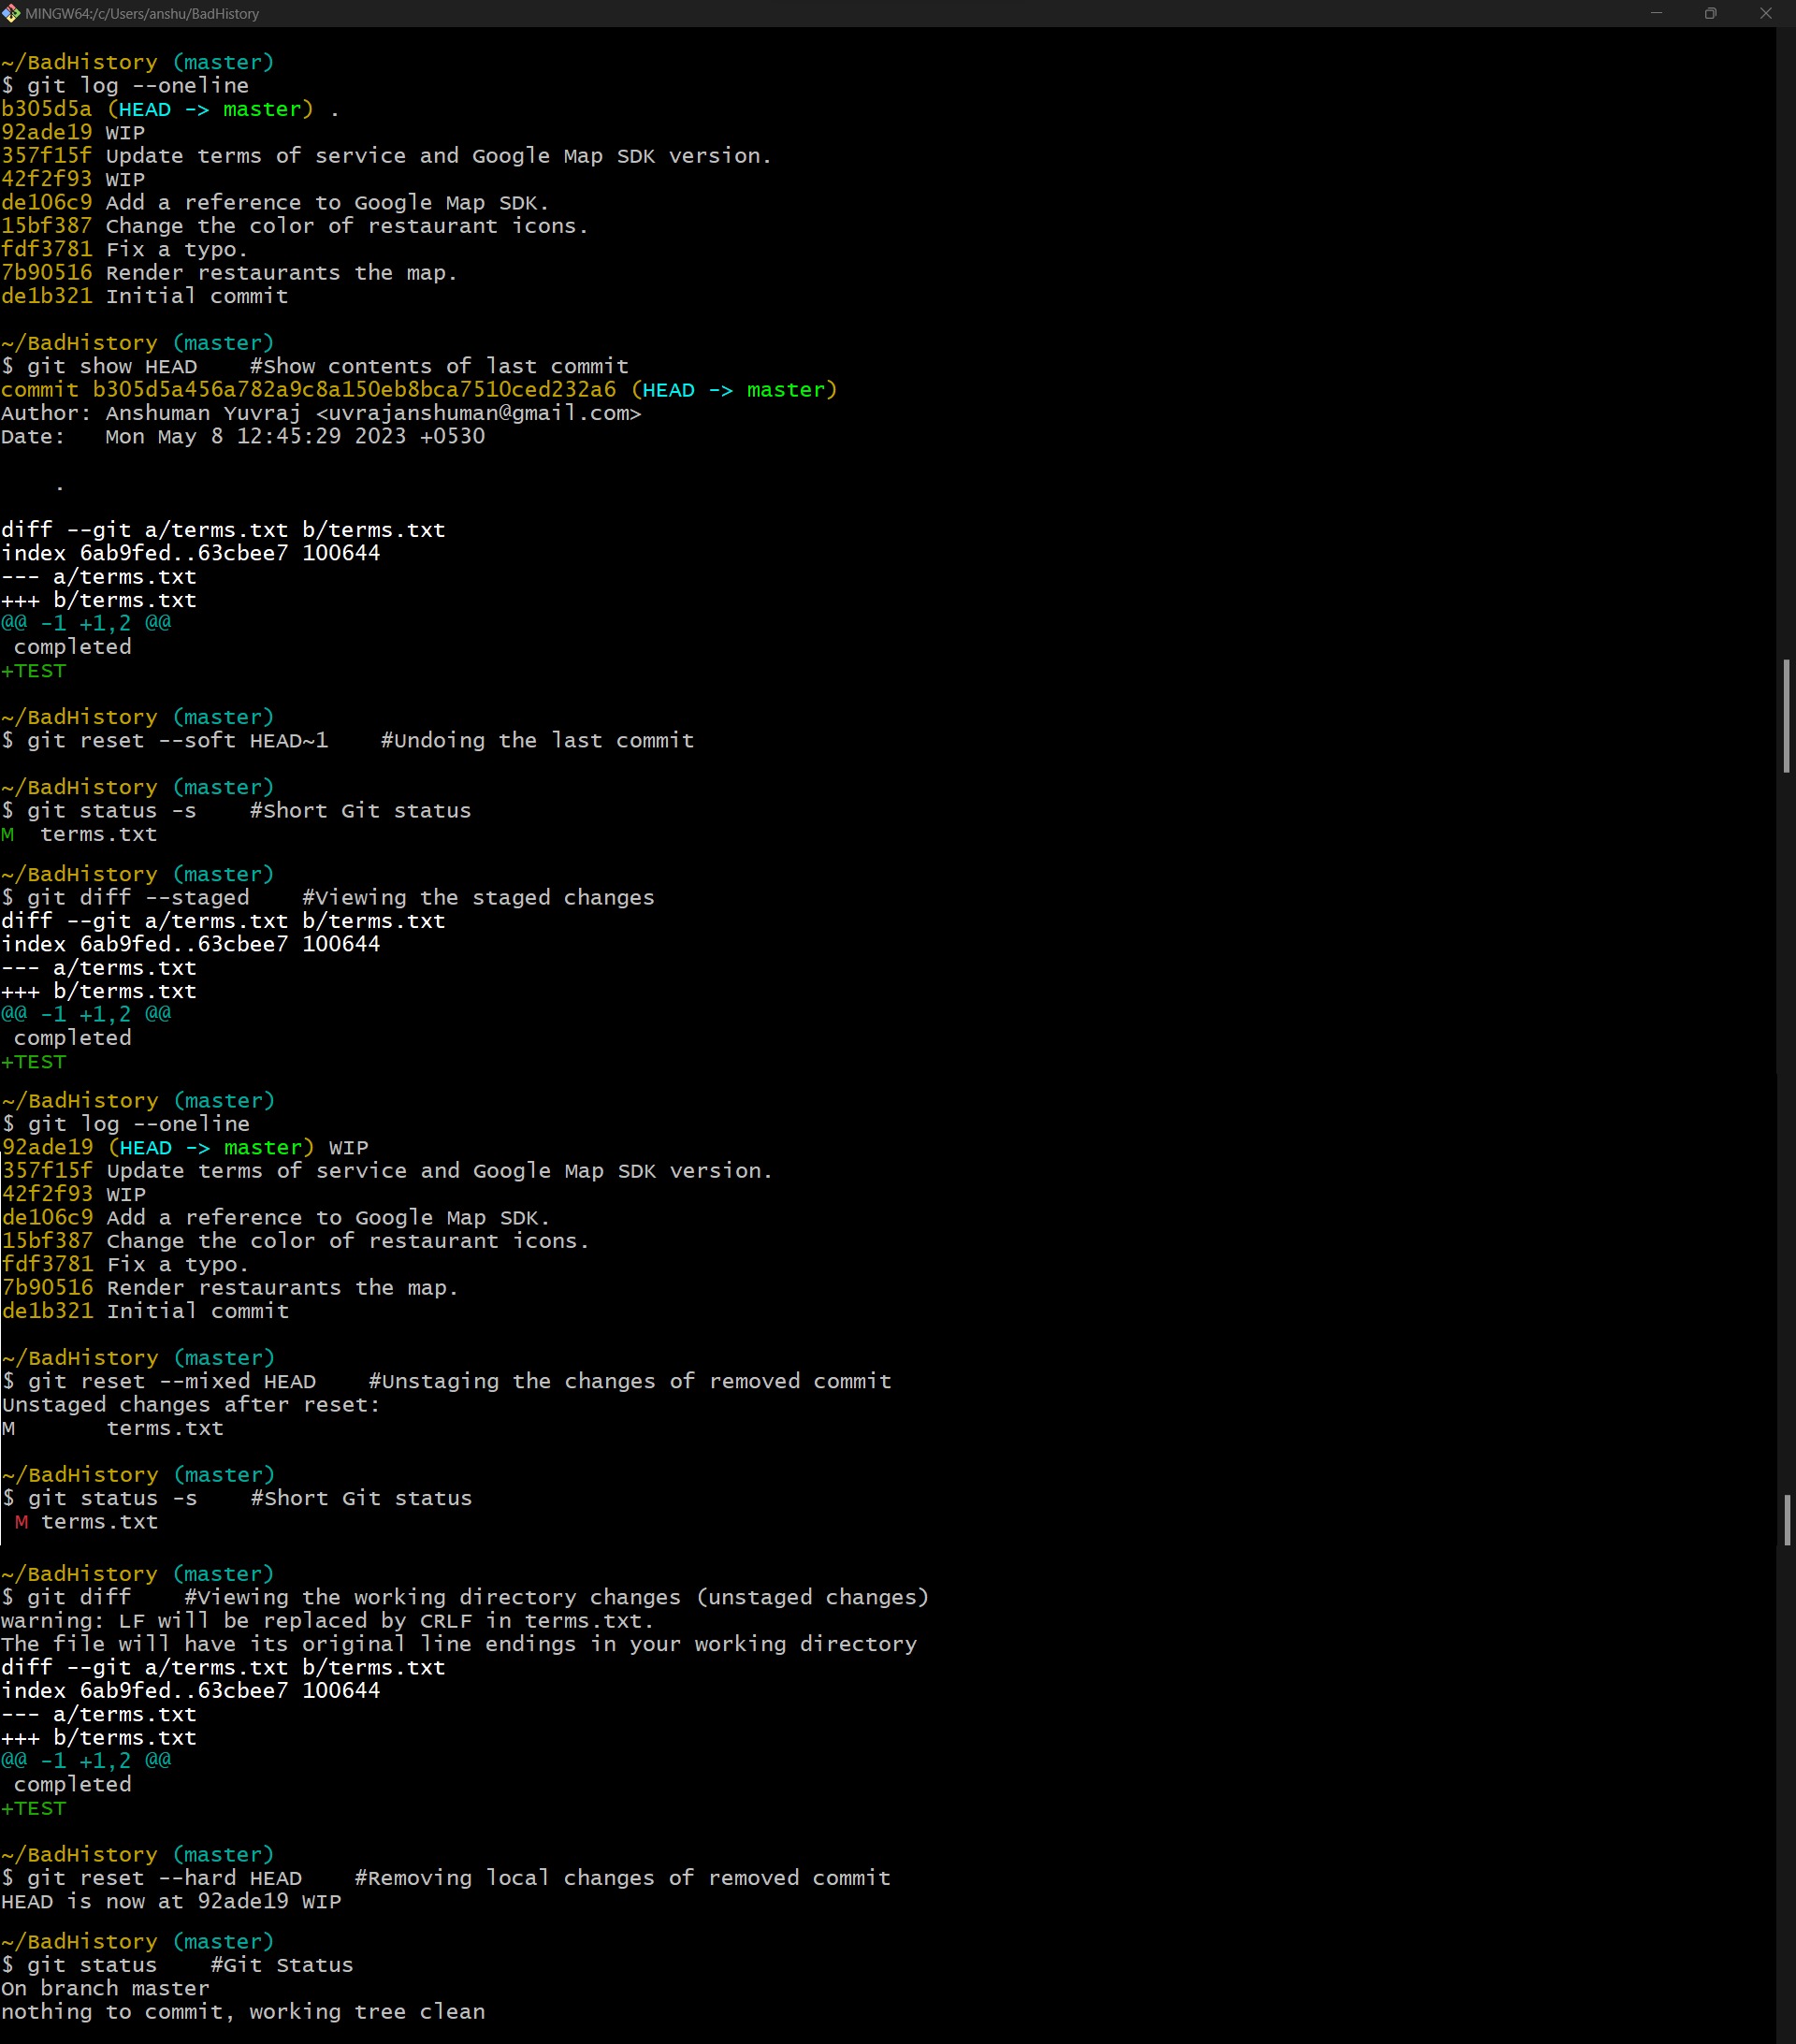 MINGW64:/c/Users/anshu/BadHistory
~/BadHistory (master)
$ git log --oneline
b305d5a (HEAD -> master) .
92ade19 WIP
357f15f Update terms of service and Google Map SDK version.
42f2f93 WIP
de106c9 Add a reference to Google Map SDK.
15bf387 Change the color of restaurant icons.
fdf3781 Fix a typo.
7b90516 Render restaurants the map.
de1b321 Initial commit
~/BadHistory (master)
$ git show HEAD    #Show contents of last commit
commit b305d5a456a782a9c8a150eb8bca7510ced232a6 (HEAD -> master)
Author: Anshuman Yuvraj <uvrajanshuman@gmail.com>
Date:   Mon May 8 12:45:29 2023 +0530
    .
diff --git a/terms.txt b/terms.txt
index 6ab9fed..63cbee7 100644
--- a/terms.txt
+++ b/terms.txt
@@ -1 +1,2 @@
 completed
+TEST
~/BadHistory (master)
$ git reset --soft HEAD~1    #Undoing the last commit
~/BadHistory (master)
$ git status -s    #Short Git status
M  terms.txt
~/BadHistory (master)
$ git diff --staged    #Viewing the staged changes
diff --git a/terms.txt b/terms.txt
index 6ab9fed..63cbee7 100644
--- a/terms.txt
+++ b/terms.txt
@@ -1 +1,2 @@
 completed
+TEST
~/BadHistory (master)
$ git log --oneline
92ade19 (HEAD -> master) WIP
357f15f Update terms of service and Google Map SDK version.
42f2f93 WIP
de106c9 Add a reference to Google Map SDK.
15bf387 Change the color of restaurant icons.
fdf3781 Fix a typo.
7b90516 Render restaurants the map.
de1b321 Initial commit
~/BadHistory (master)
$ git reset --mixed HEAD    #Unstaging the changes of removed commit
Unstaged changes after reset:
M       terms.txt
~/BadHistory (master)
$ git status -s    #Short Git status
 M terms.txt
~/BadHistory (master)
$ git diff    #Viewing the working directory changes (unstaged changes)
warning: LF will be replaced by CRLF in terms.txt.
The file will have its original line endings in your working directory
diff --git a/terms.txt b/terms.txt
index 6ab9fed..63cbee7 100644
--- a/terms.txt
+++ b/terms.txt
@@ -1 +1,2 @@
 completed
+TEST
~/BadHistory (master)
$ git reset --hard HEAD    #Removing local changes of removed commit
HEAD is now at 92ade19 WIP
~/BadHistory (master)
$ git status    #Git Status
On branch master
nothing to commit, working tree clean